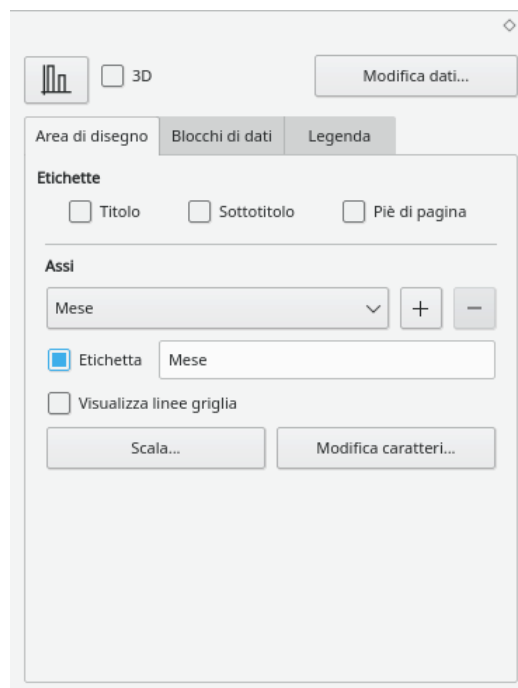 3D
Modifica dati...
Area di disegno
Blocchi di dati
Legenda
Etichette
Titolo
Sottotitolo
Piè di pagina
Assi
Mese
Etichetta
Mese
Visualizza linee griglia
Scala...
Modifica caratteri...